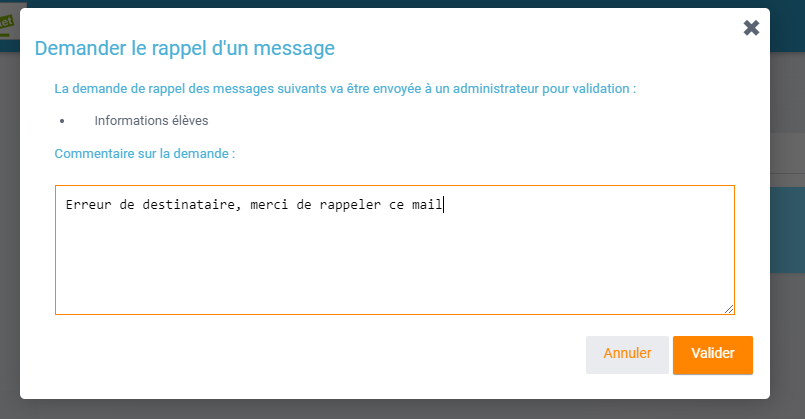 Demander le rappel d'un message
La demande de rappel des messages suivants va être envoyée à un administrateur pour validation :
Informations élèves
Commentaire sur la demande :
Erreur de destinataire, merci de rappeler ce mail
Annuler
Valider